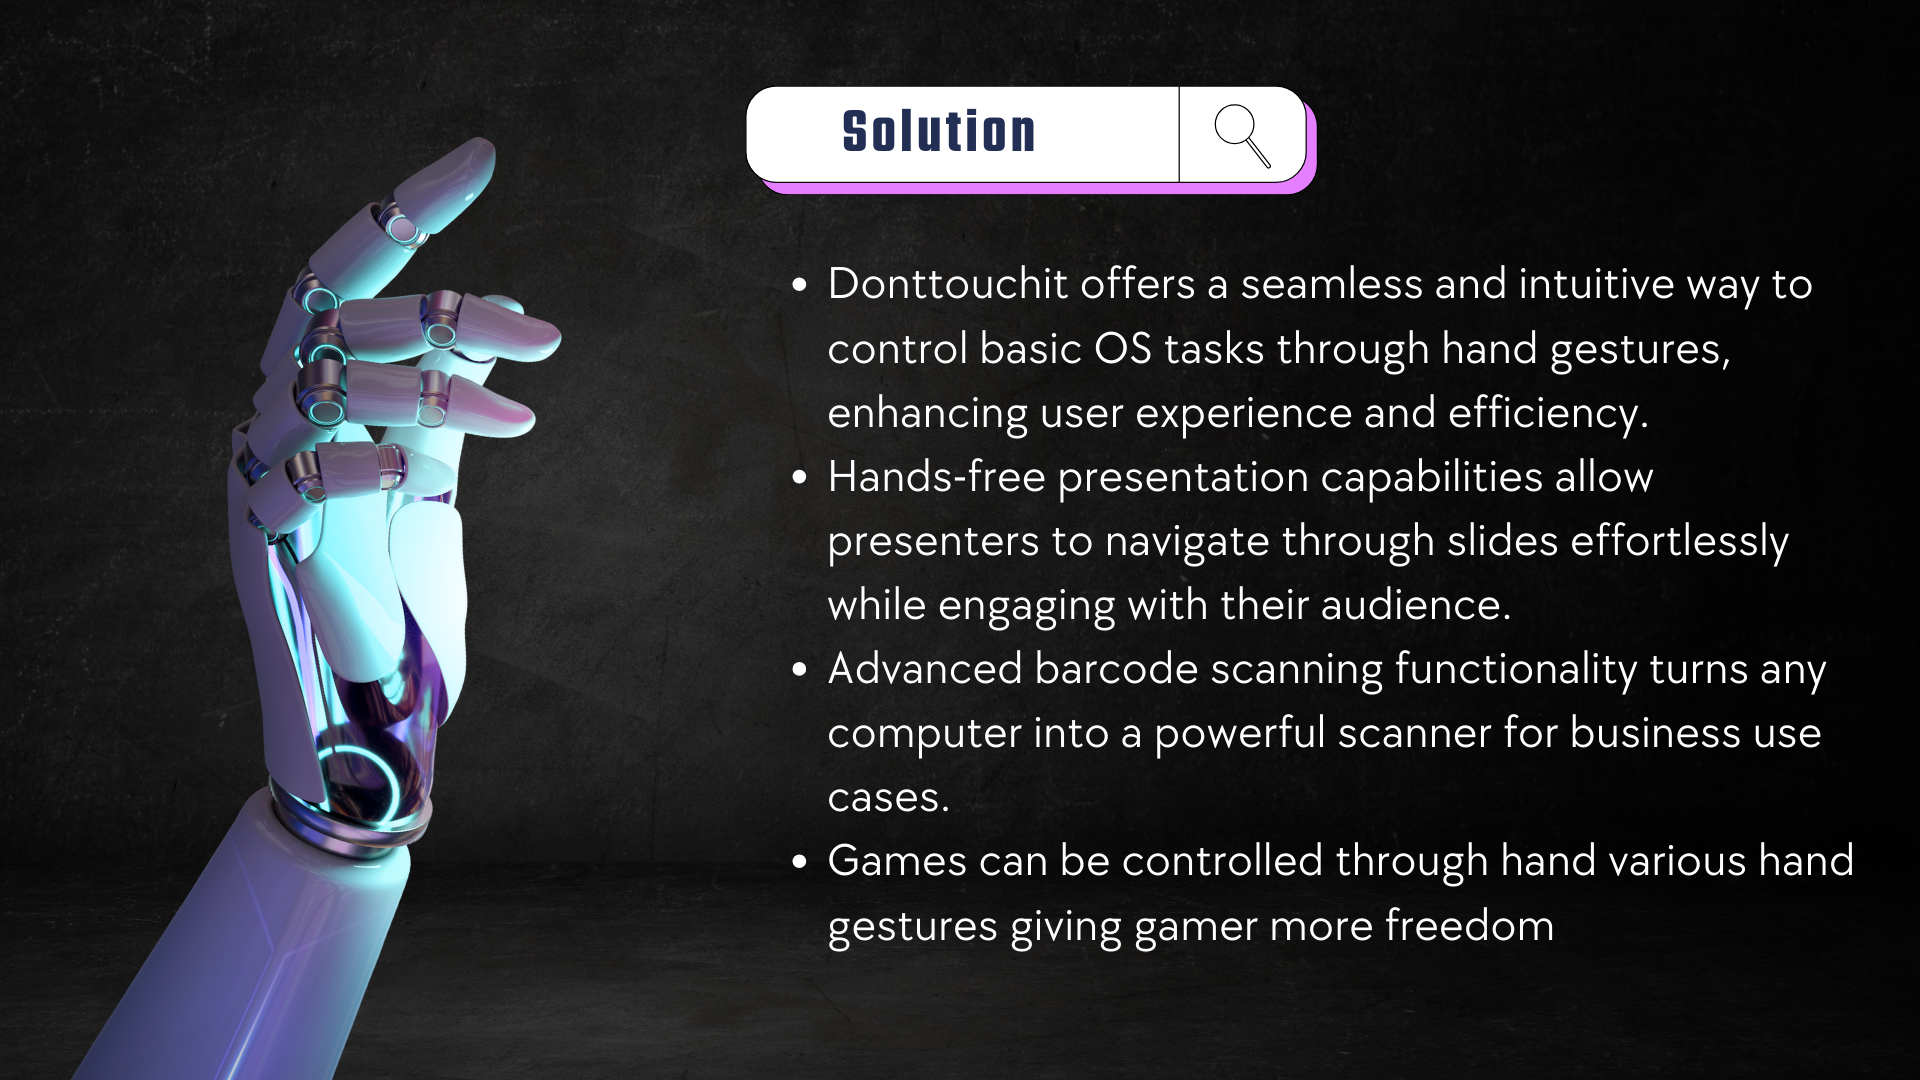 Solution
• Donttouchit offers a seamless and intuitive way to
control basic OS tasks through hand gestures,
enhancing user experience and efficiency.
• Hands-free presentation capabilities allow
presenters to navigate through slides effortlessly
while engaging with their audience.
• Advanced barcode scanning functionality turns any
computer into a powerful scanner for business use
cases.
• Games can be controlled through hand various hand
gestures giving gamer more freedom